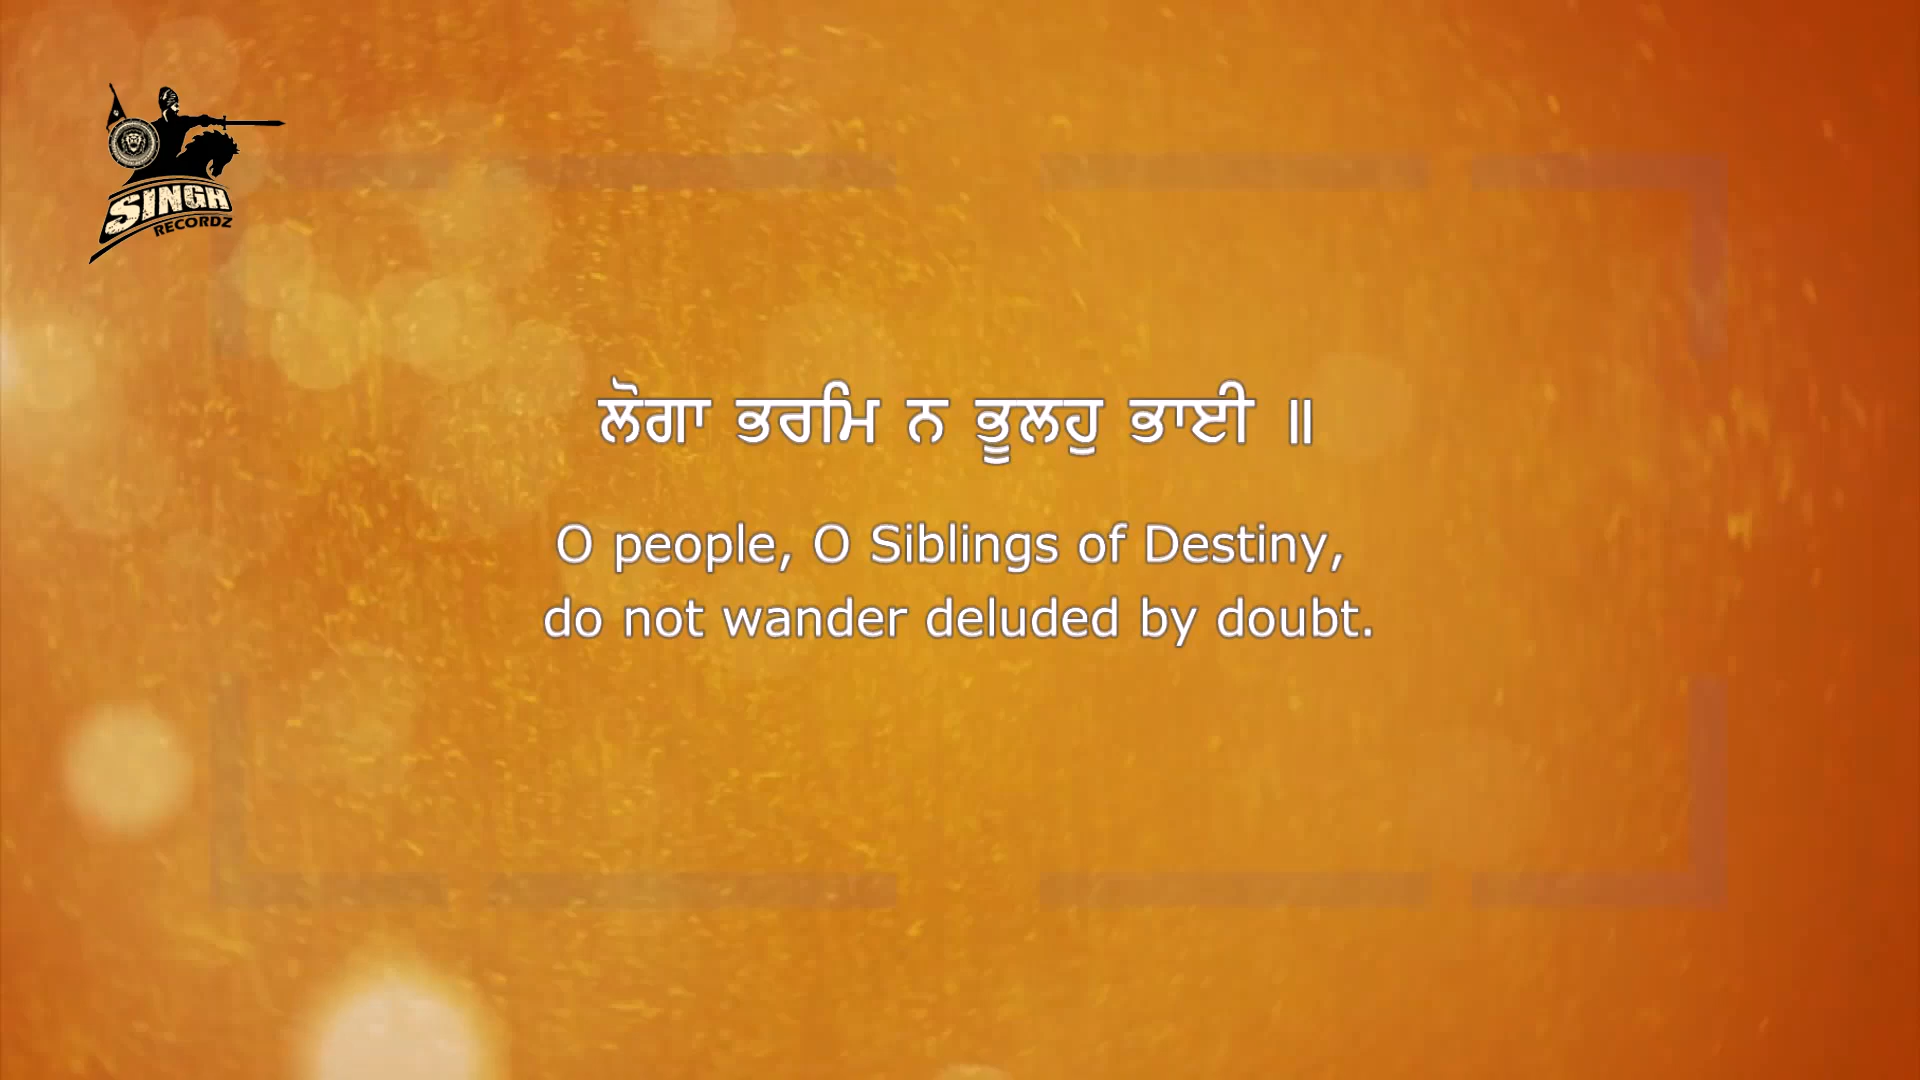 SINGH
RECORDZ
ਲੋਗਾ ਭਰਮਿ ਨ ਭੂਲਹੁ ਭਾਈ ॥
O people, O Siblings of Destiny,
do not wander deluded by doubt.